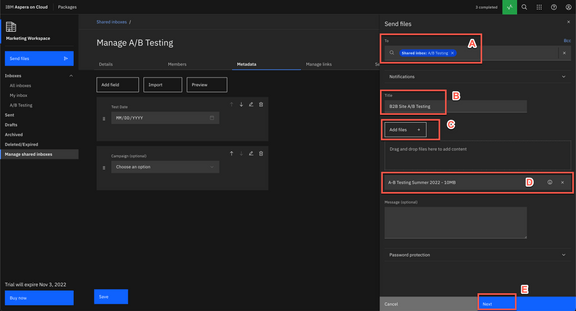 IBM Aspera on Cloud Packages
3 completed
Marketing Workspace
Send files
Inboxes
All inboxes
My inbox
A/B Testing
Sent
Drafts
Archived
Deleted/Expired
Manage shared inboxes
Trial will expire Nov 3, 2022
Buy now
Shared inboxes /
Manage A/B Testing
Details Members Metadata Manage links
Add field Import Preview
Test Date
MM/DD/YYYY
Campaign (optional)
Choose an option
Save
Send files
To Bcc
Shared Inbox: A/B Testing
A
Notifications
Title
B2B Site A/B Testing
B
Add files +
C
Drag and drop files here to add content
A-B Testing Summer 2022 - 10MB
D
Message (optional)
Password protection
E
Cancel Next